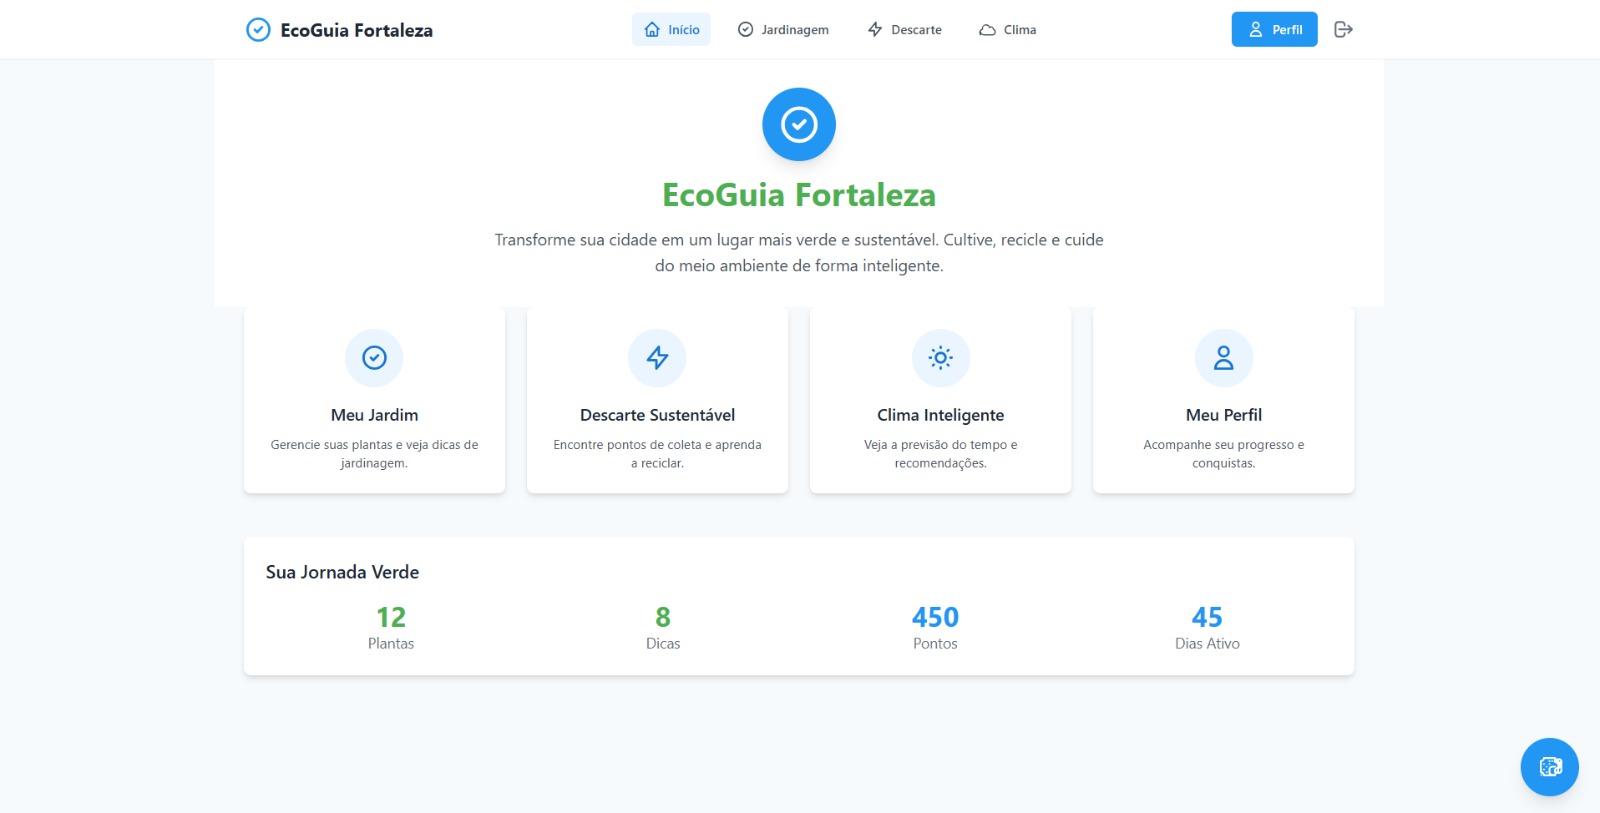 EcoGuia Fortaleza
Início
Jardinagem
Descarte
Clima
Perfil
EcoGuia Fortaleza
Transforme sua cidade em um lugar mais verde e sustentável. Cultive, recicle e cuide
do meio ambiente de forma inteligente.
Meu Jardim
Gerencie suas plantas e veja dicas de
jardinagem.
Descarte Sustentável
Encontre pontos de coleta e aprenda
a reciclar.
Clima Inteligente
Veja a previsão do tempo e
recomendações.
Meu Perfil
Acompanhe seu progresso e
conquistas.
Sua Jornada Verde
12
Plantas
8
Dicas
450
Pontos
45
Dias Ativo